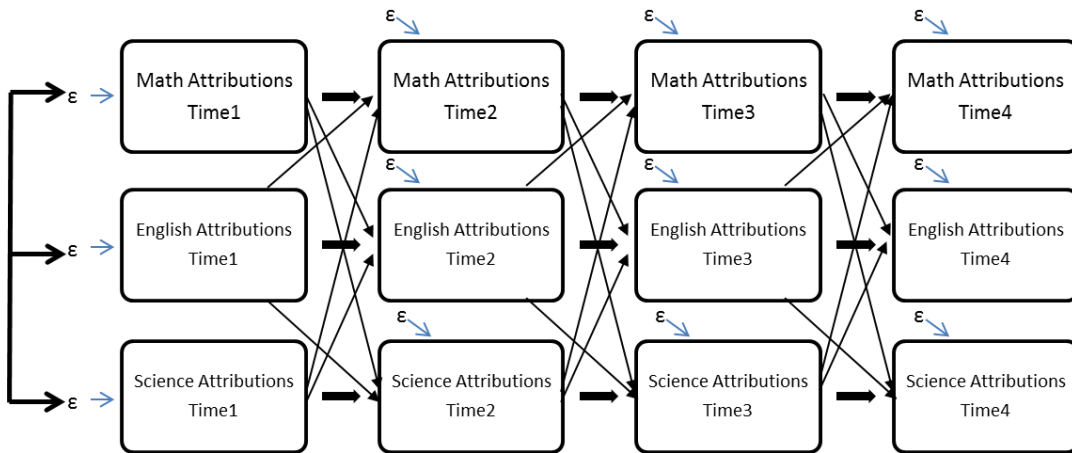 ε ε ε
ε Math Attributions Math Attributions Math Attributions Math Attributions
Time1 Time2 Time3 Time4
ε ε ε
ε English Attributions English Attributions English Attributions English Attributions
Time1 Time2 Time3 Time4
ε ε ε
ε Science Attributions Science Attributions Science Attributions Science Attributions
Time1 Time2 Time3 Time4